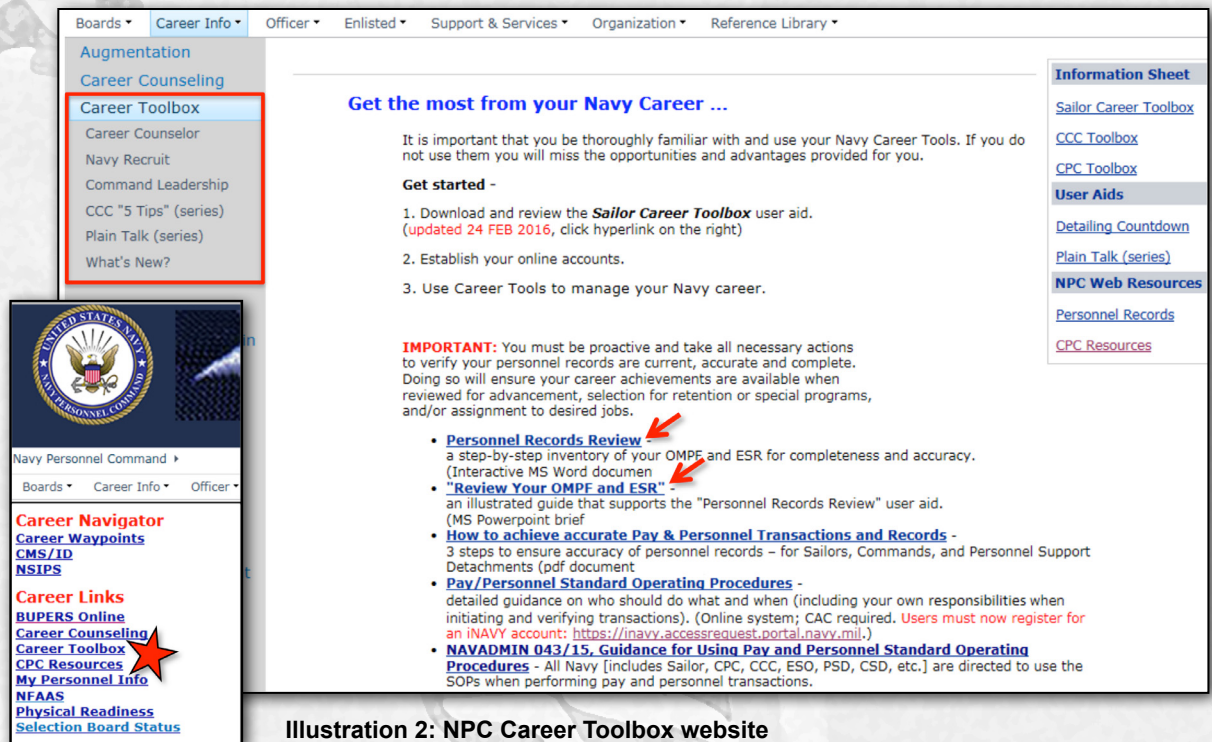 Boards Career Info Officer Enlisted Support & Services Organization Reference Library
Augmentation
Career Counseling
Career Toolbox
Career Counselor
Navy Recruit
Command Leadership
CCC "5 Tips" (series)
Plain Talk (series)
What's New?
Get the most from your Navy Career ...
It is important that you be thoroughly familiar with and use your Navy Career Tools. If you do
not use them you will miss the opportunities and advantages provided for you.
Get started -
1. Download and review the Sailor Career Toolbox user aid.
(updated 24 FEB 2016, click hyperlink on the right)
2. Establish your online accounts.
3. Use Career Tools to manage your Navy career.
IMPORTANT: You must be proactive and take all necessary actions
to verify your personnel records are current, accurate and complete.
Doing so will ensure your career achievements are available when
reviewed for advancement, selection for retention or special programs,
and/or assignment to desired jobs.
• Personnel Records Review -
a step-by-step inventory of your OMPF and ESR for completeness and accuracy.
(Interactive MS Word documen
• "Review Your OMPF and ESR" -
an illustrated guide that supports the "Personnel Records Review" user aid.
(MS Powerpoint brief
• How to achieve accurate Pay & Personnel Transactions and Records -
3 steps to ensure accuracy of personnel records – for Sailors, Commands, and Personnel Support
Detachments (pdf document
• Pay/Personnel Standard Operating Procedures -
detailed guidance on who should do what and when (including your own responsibilities when
initiating and verifying transactions). (Online system; CAC required. Users must now register for
an iNAVY account: https://inavy.accessrequest.portal.navy.mil.)
• NAVADMIN 043/15, Guidance for Using Pay and Personnel Standard Operating
Procedures - All Navy [includes Sailor, CPC, CCC, ESO, PSD, CSD, etc.] are directed to use the
SOPs when performing pay and personnel transactions.
Information Sheet
Sailor Career Toolbox
CCC Toolbox
CPC Toolbox
User Aids
Detailing Countdown
Plain Talk (series)
NPC Web Resources
Personnel Records
CPC Resources
in
t
UNITED STATES NAVY
NAVY PERSONNEL COMMAND
Navy Personnel Command
Boards Career Info Officer
Career Navigator
Career Waypoints
CMS/ID
NSIPS
Career Links
BUPERS Online
Career Counseling
Career Toolbox
CPC Resources
My Personnel Info
NFAAS
Physical Readiness
Selection Board Status
Illustration 2: NPC Career Toolbox website